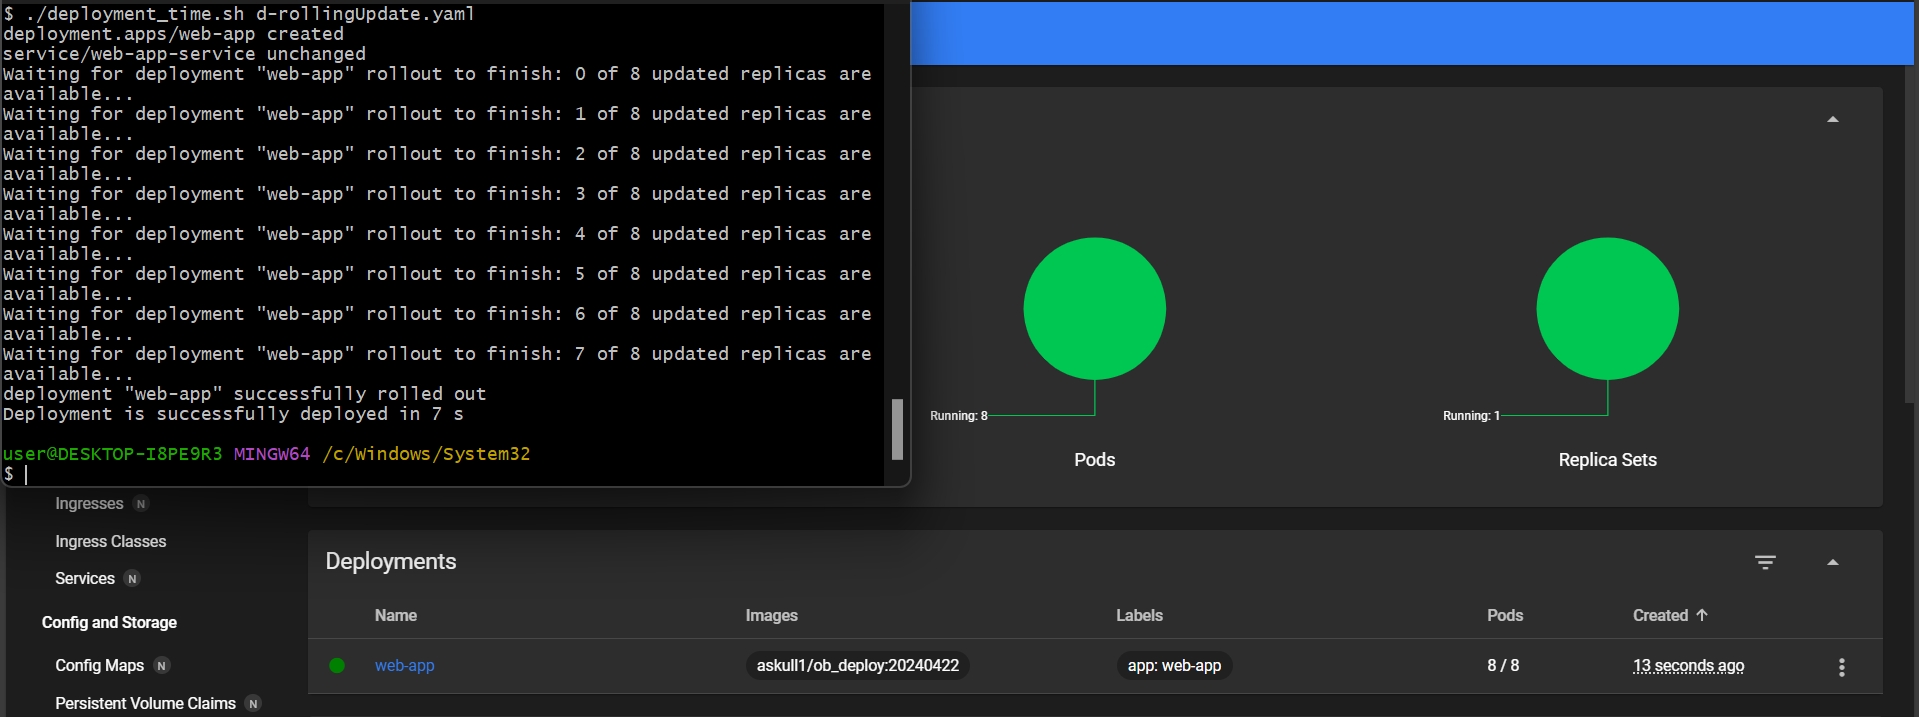 $ ./deployment_time.sh d-rollingUpdate.yaml
deployment.apps/web-app created
service/web-app-service unchanged
Waiting for deployment "web-app" rollout to finish: 0 of 8 updated replicas are
available...
Waiting for deployment "web-app" rollout to finish: 1 of 8 updated replicas are
available...
Waiting for deployment "web-app" rollout to finish: 2 of 8 updated replicas are
available...
Waiting for deployment "web-app" rollout to finish: 3 of 8 updated replicas are
available...
Waiting for deployment "web-app" rollout to finish: 4 of 8 updated replicas are
available...
Waiting for deployment "web-app" rollout to finish: 5 of 8 updated replicas are
available...
Waiting for deployment "web-app" rollout to finish: 6 of 8 updated replicas are
available...
Waiting for deployment "web-app" rollout to finish: 7 of 8 updated replicas are
available...
deployment "web-app" successfully rolled out
Deployment is successfully deployed in 7 s
user@DESKTOP-I8PE9R3 MINGW64 /c/Windows/System32
$
Running: 8
Pods
Running: 1
Replica Sets
Ingresses N
Ingress Classes
Services N
Config and Storage
Config Maps N
Persistent Volume Claims N
Deployments
Name Images Labels Pods Created ↑
web-app askull1/ob_deploy:20240422 app: web-app 8 / 8 13 seconds ago